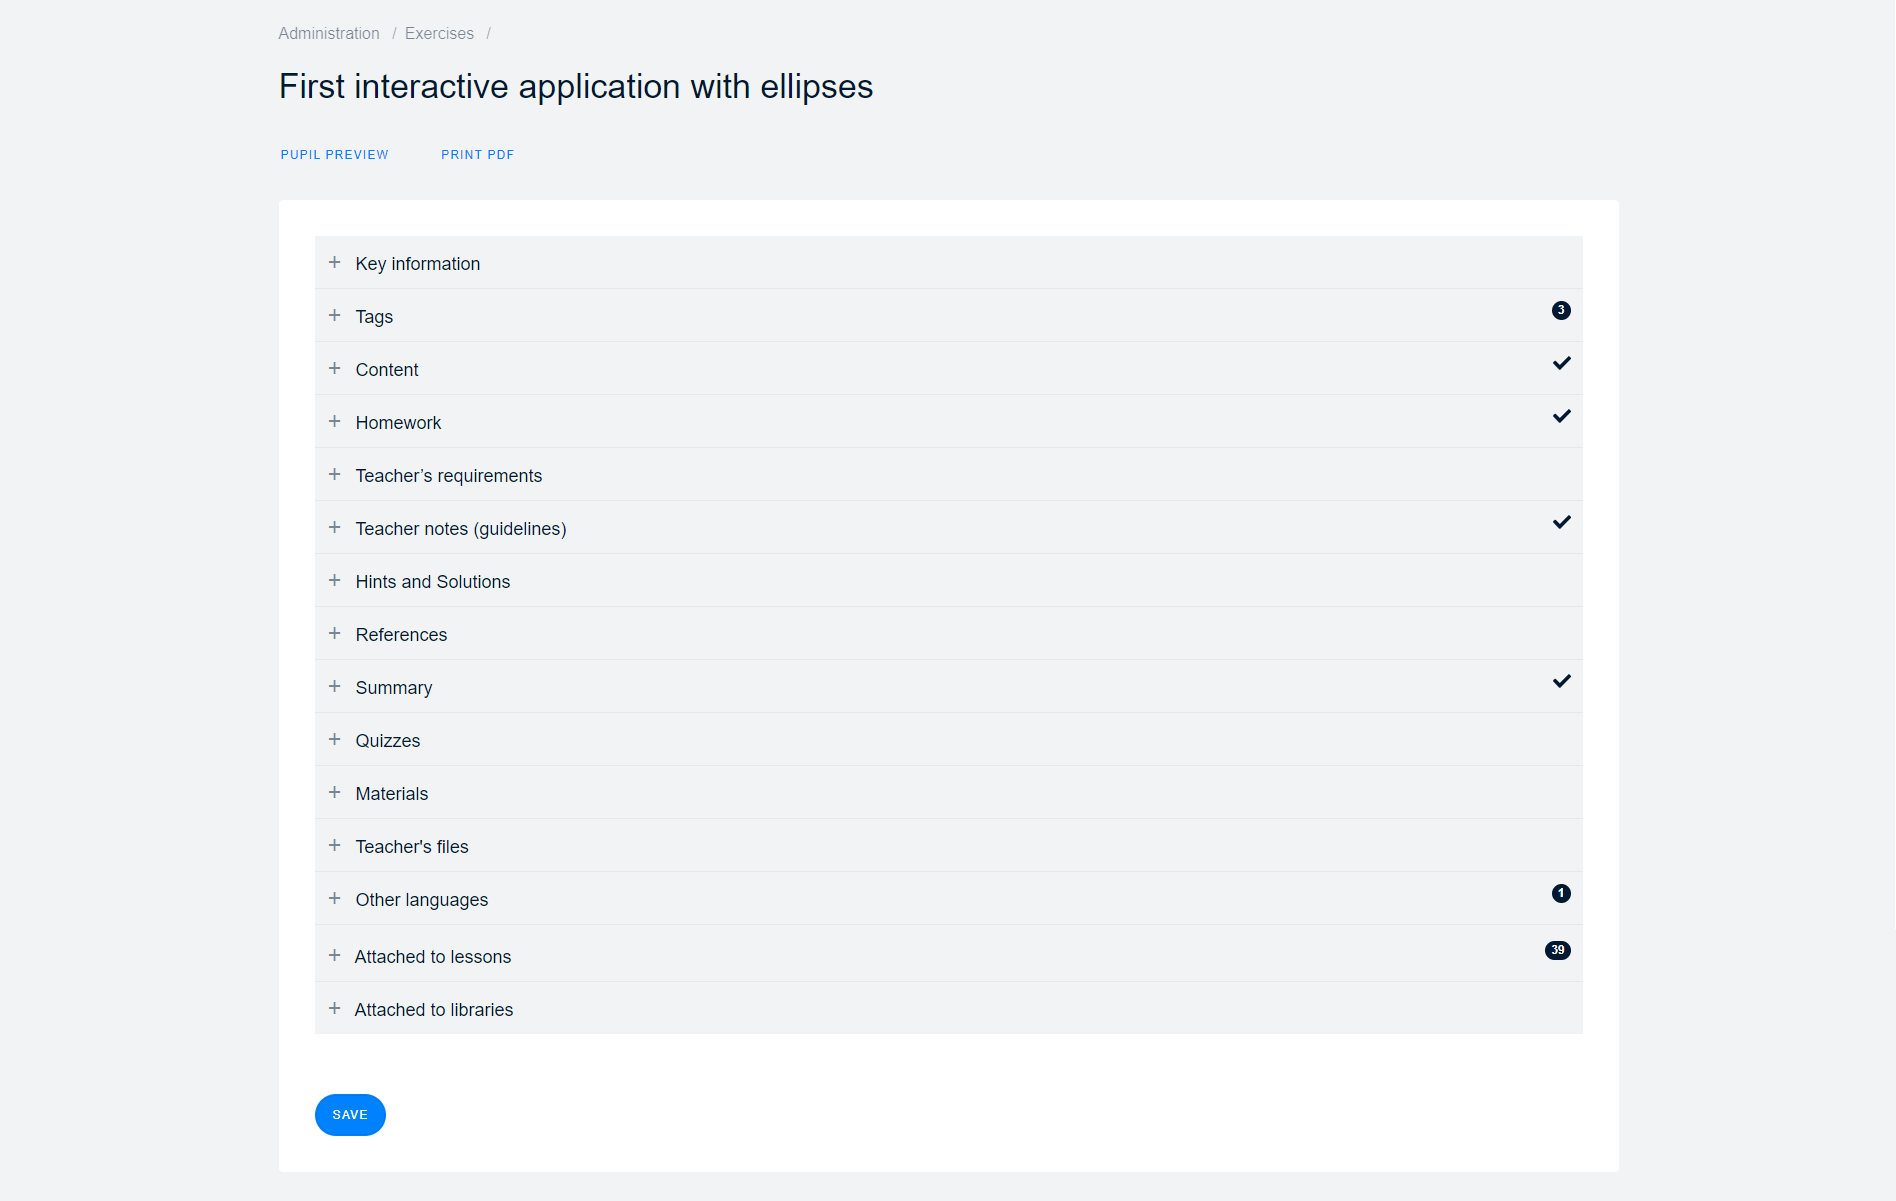 Administration / Exercises /
First interactive application with ellipses
PUPIL PREVIEW PRINT PDF
+ Key information
+ Tags 3
+ Content
+ Homework
+ Teacher’s requirements
+ Teacher notes (guidelines)
+ Hints and Solutions
+ References
+ Summary
+ Quizzes
+ Materials
+ Teacher's files
+ Other languages 1
+ Attached to lessons 39
+ Attached to libraries
SAVE